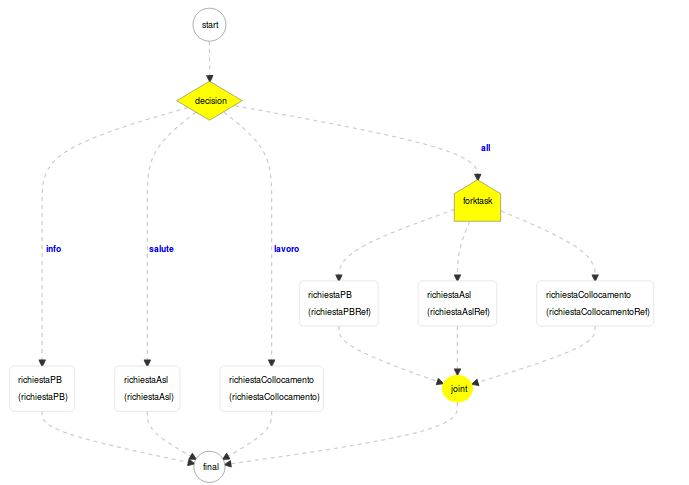 start
decision
all
forktask
info
salute
lavoro
richiestaPB
(richiestaPBRef)
richiestaAsl
(richiestaAslRef)
richiestaCollocamento
(richiestaCollocamentoRef)
richiestaPB
(richiestaPB)
richiestaAsl
(richiestaAsl)
richiestaCollocamento
(richiestaCollocamento)
joint
final